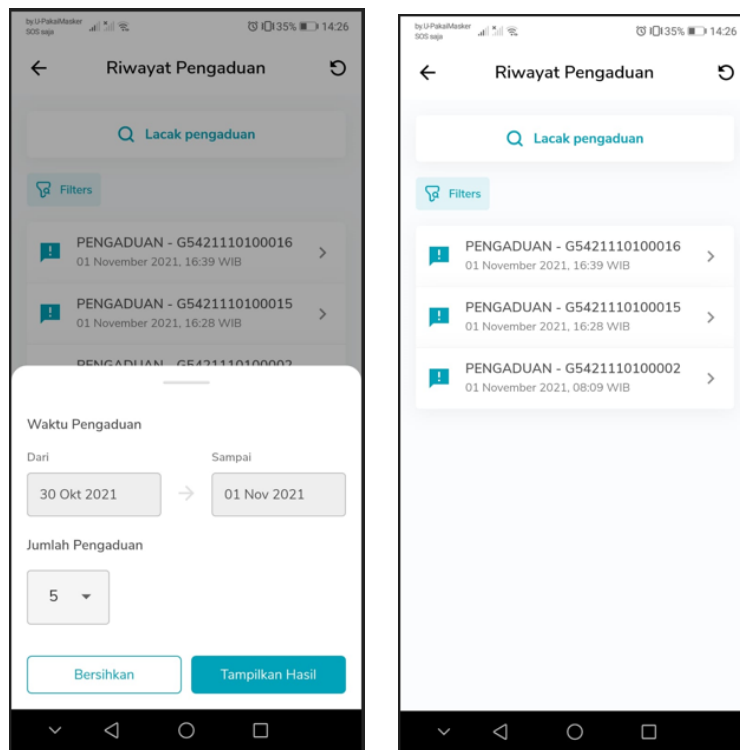 by.U-PakaiMasker
SOS saja
35% 14:26
Riwayat Pengaduan
Lacak pengaduan
Filters
PENGADUAN - G5421110100016
01 November 2021, 16:39 WIB
PENGADUAN - G5421110100015
01 November 2021, 16:28 WIB
PENGADUAN - G5421110100002
Waktu Pengaduan
Dari Sampai
30 Okt 2021 → 01 Nov 2021
Jumlah Pengaduan
5
Bersihkan Tampilkan Hasil
by.U-PakaiMasker
SOS saja
35% 14:26
Riwayat Pengaduan
Lacak pengaduan
Filters
PENGADUAN - G5421110100016
01 November 2021, 16:39 WIB
PENGADUAN - G5421110100015
01 November 2021, 16:28 WIB
PENGADUAN - G5421110100002
01 November 2021, 08:09 WIB